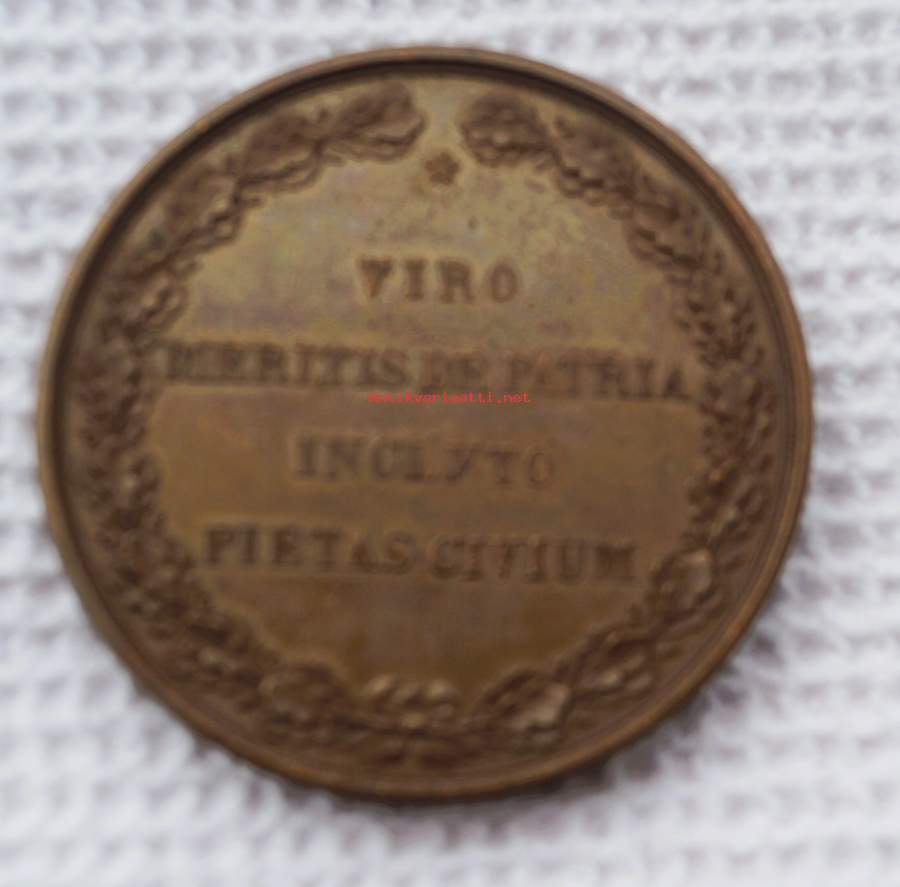 VIRO
MERITIS DE PATRIA
INCLYTO
PIETAS CIVIUM